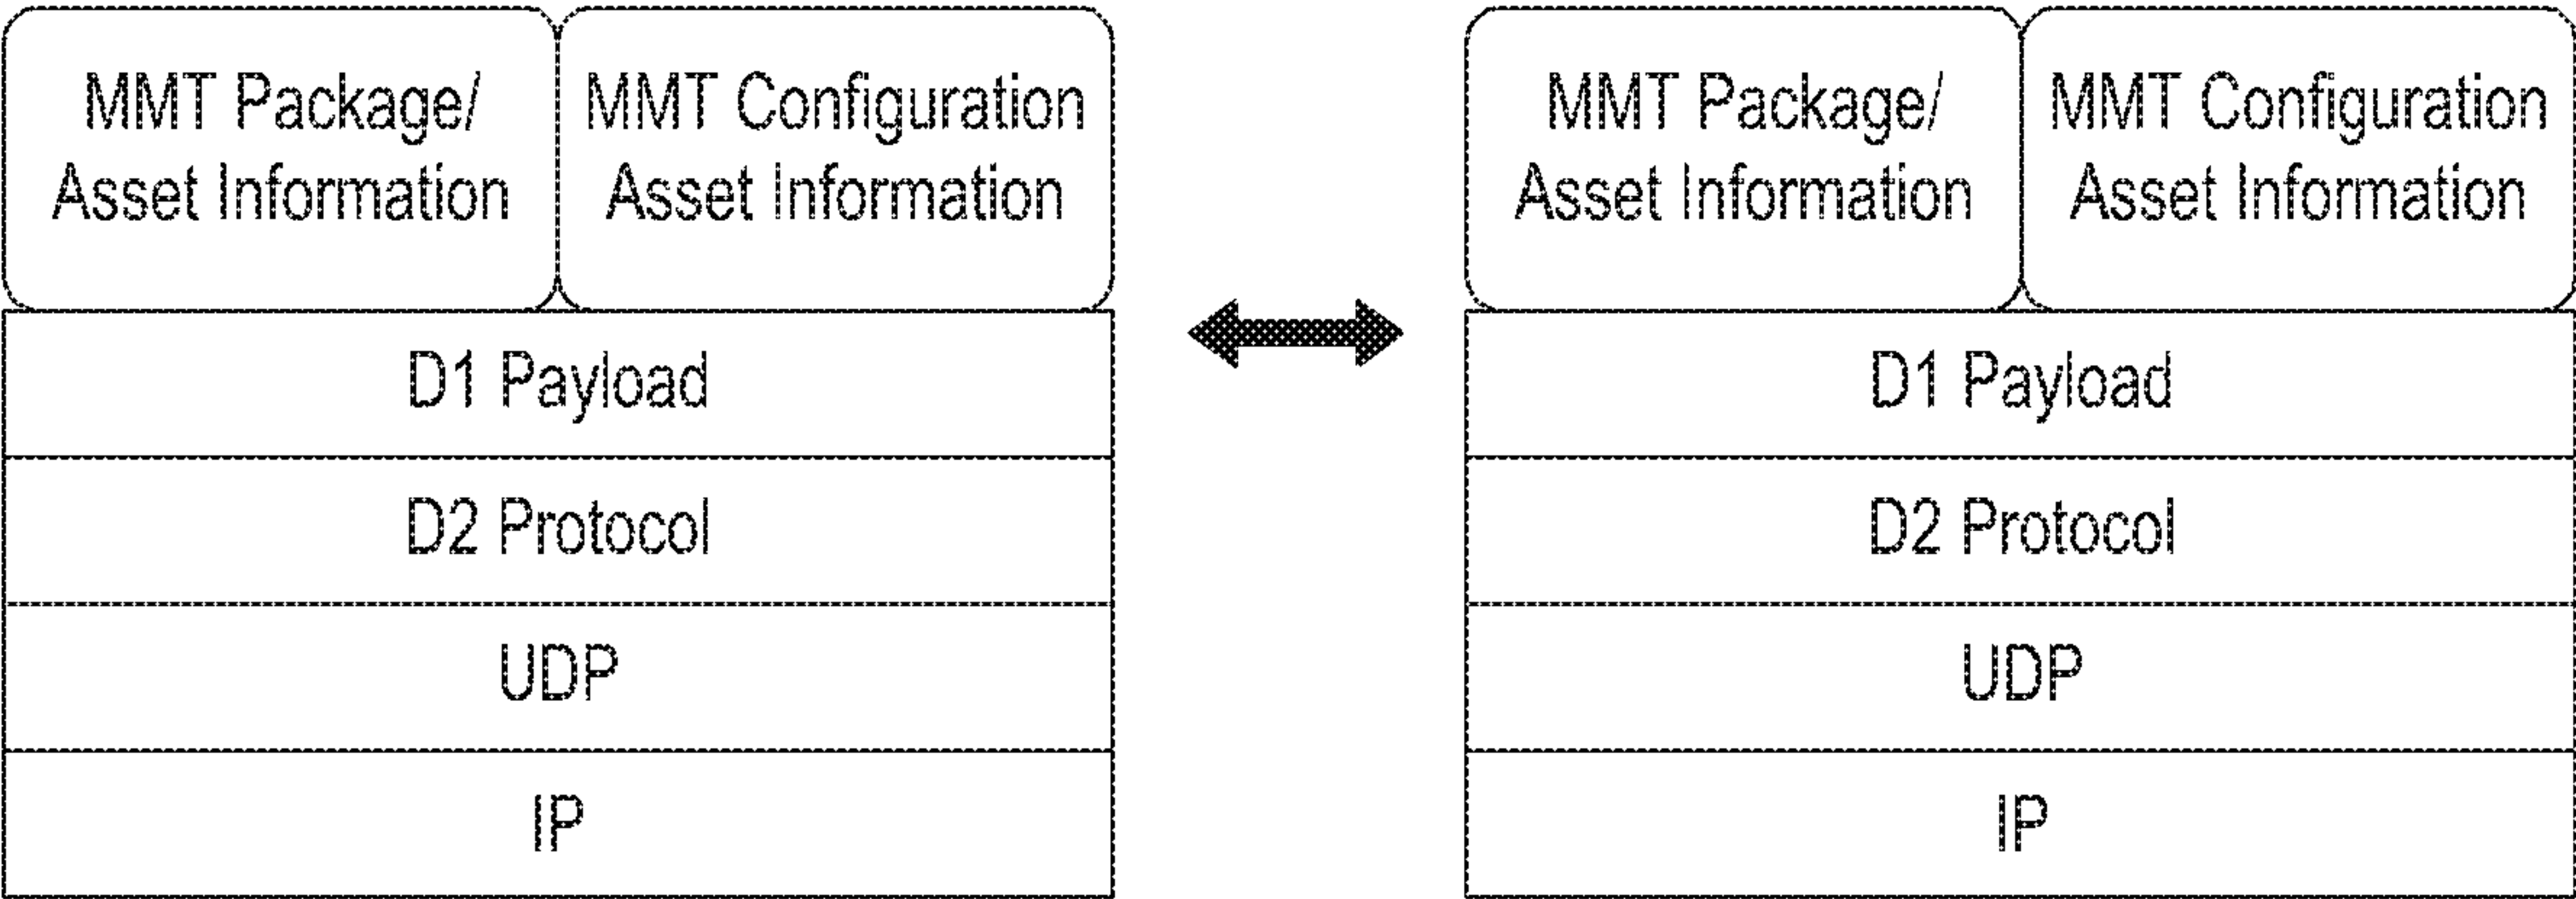 MMT Package/
Asset Information
MMT Configuration
Asset Information
D1 Payload
D2 Protocol
UDP
IP
MMT Package/
Asset Information
MMT Configuration
Asset Information
D1 Payload
D2 Protocol
UDP
IP